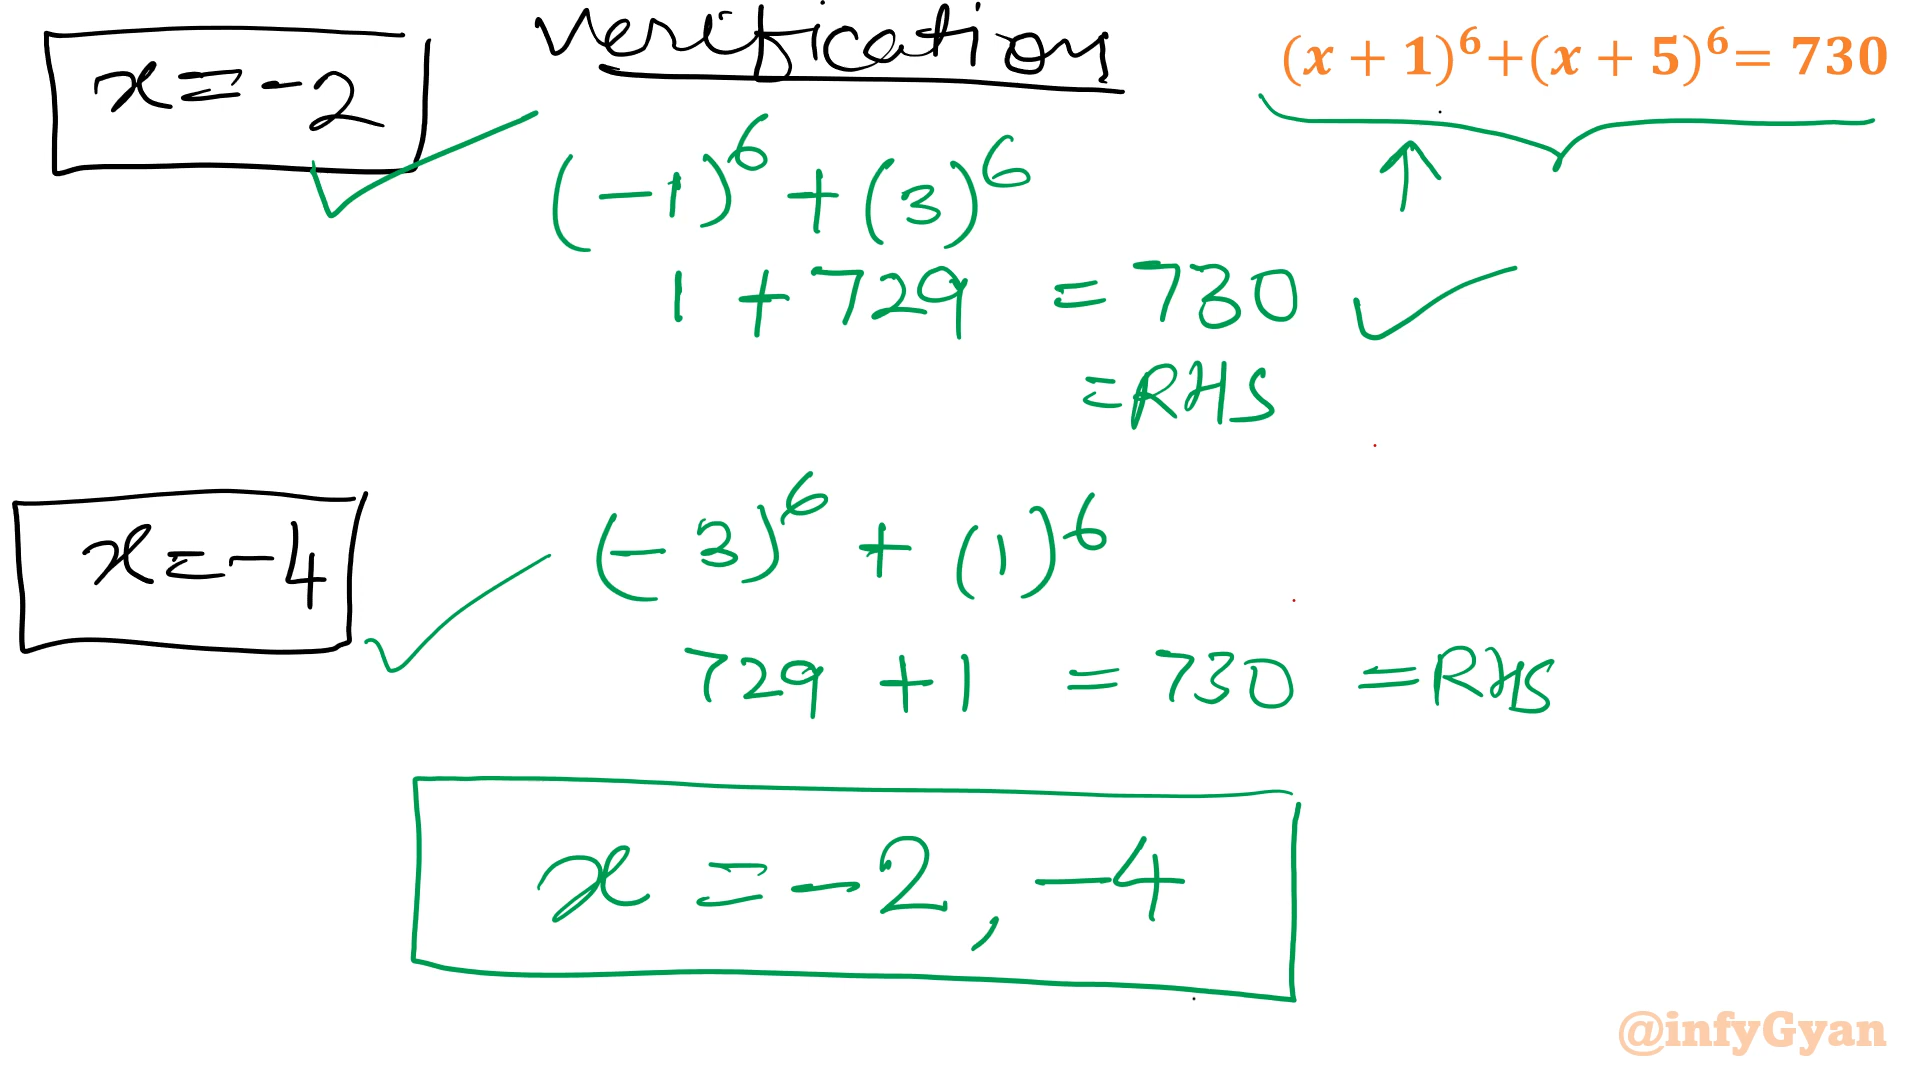 verification
(x + 1)⁶+(x + 5)⁶= 730
x = -2
(-1)⁶ + (3)⁶
1 + 729 = 730
= RHS
x = -4
(-3)⁶ + (1)⁶
729 + 1 = 730 = RHS
x = -2, -4
@infyGyan